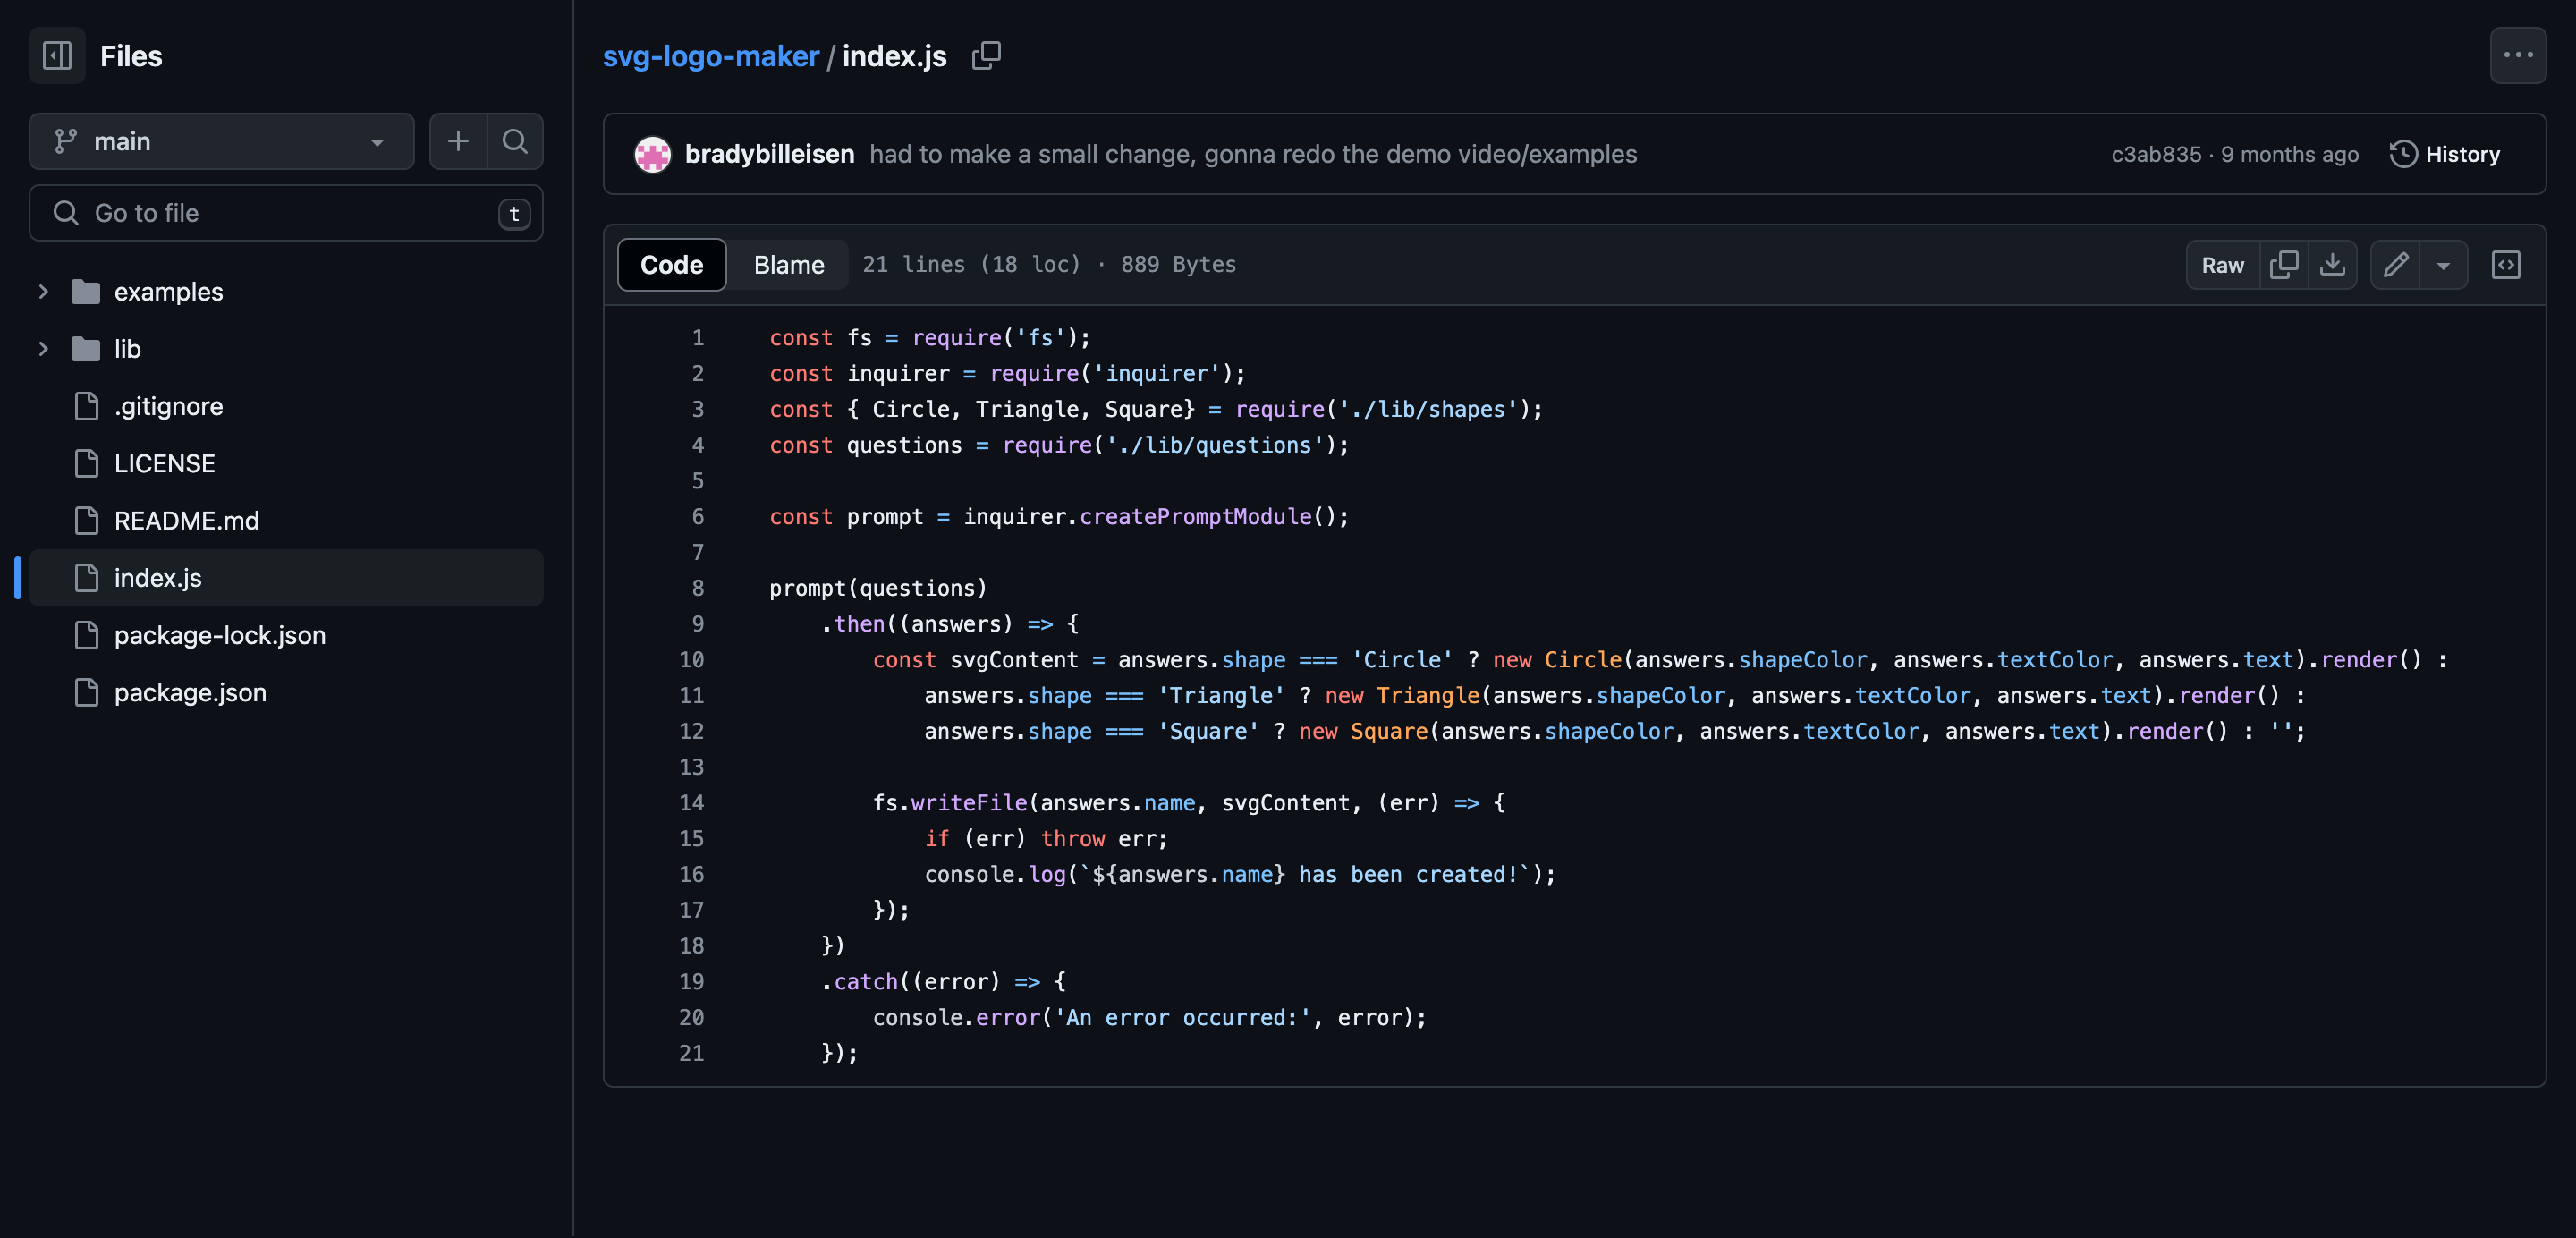 Files
main
Go to file
t
examples
lib
.gitignore
LICENSE
README.md
index.js
package-lock.json
package.json
svg-logo-maker / index.js
bradybilleisen had to make a small change, gonna redo the demo video/examples
c3ab835 · 9 months ago
History
Code
Blame
21 lines (18 loc) · 889 Bytes
Raw
1 const fs = require('fs');
2 const inquirer = require('inquirer');
3 const { Circle, Triangle, Square} = require('./lib/shapes');
4 const questions = require('./lib/questions');
5
6 const prompt = inquirer.createPromptModule();
7
8 prompt(questions)
9     .then((answers) => {
10         const svgContent = answers.shape === 'Circle' ? new Circle(answers.shapeColor, answers.textColor, answers.text).render() :
11             answers.shape === 'Triangle' ? new Triangle(answers.shapeColor, answers.textColor, answers.text).render() :
12             answers.shape === 'Square' ? new Square(answers.shapeColor, answers.textColor, answers.text).render() : '';
13
14         fs.writeFile(answers.name, svgContent, (err) => {
15             if (err) throw err;
16             console.log(`${answers.name} has been created!`);
17         });
18     })
19     .catch((error) => {
20         console.error('An error occurred:', error);
21     });